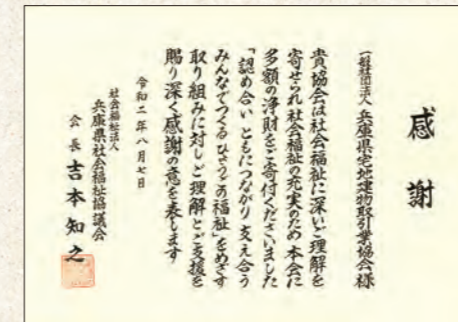 感謝
一般社団法人 兵庫県宅地建物取引業協会様
貴協会は社会福祉に深いご理解を
寄せられ社会福祉の充実のため本会に
多額の浄財をご寄付くださいました
「認め合い ともにつながり 支え合う
みんなでつくるひょうごの福祉」をめざす
取り組みに対しご理解とご支援を
賜り深く感謝の意を表します
令和二年八月七日
社会福祉法人
兵庫県社会福祉協議会
会長 吉本知之